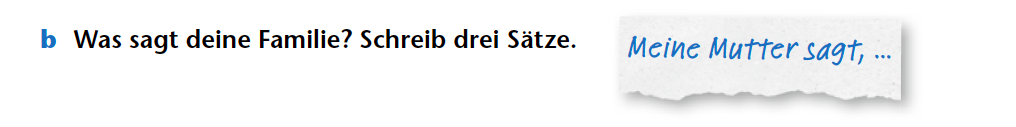 b Was sagt deine Familie? Schreib drei Sätze.
Meine Mutter sagt, ...